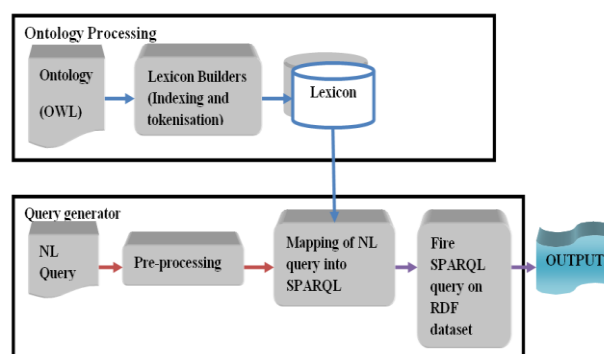 Ontology Processing
Ontology
(OWL)
Lexicon Builders
(Indexing and
tokenisation)
Lexicon
Query generator
NL
Query
Pre-processing
Mapping of NL
query into
SPARQL
Fire
SPARQL
query on
RDF
dataset
OUTPUT